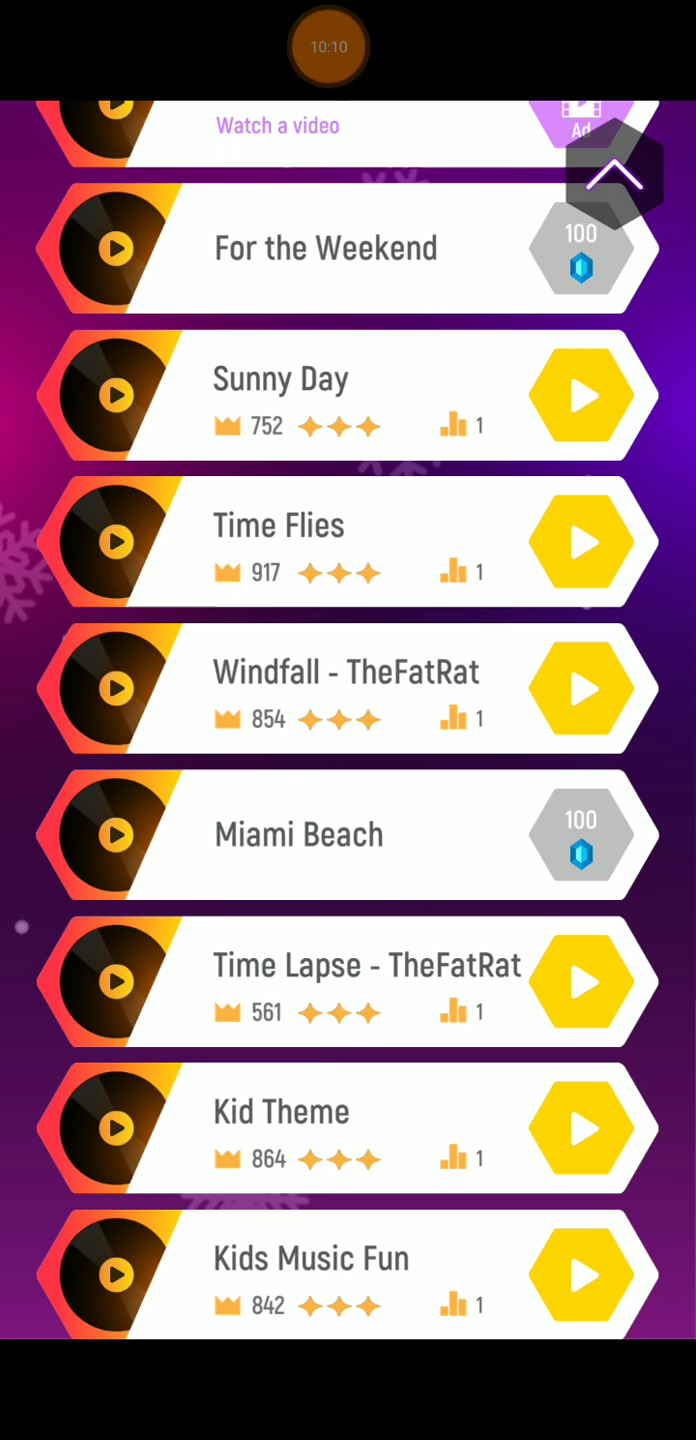 10:10
Watch a video
Ad
For the Weekend
100
Sunny Day
752
1
Time Flies
917
1
Windfall - TheFatRat
854
1
Miami Beach
100
Time Lapse - TheFatRat
561
1
Kid Theme
864
1
Kids Music Fun
842
1